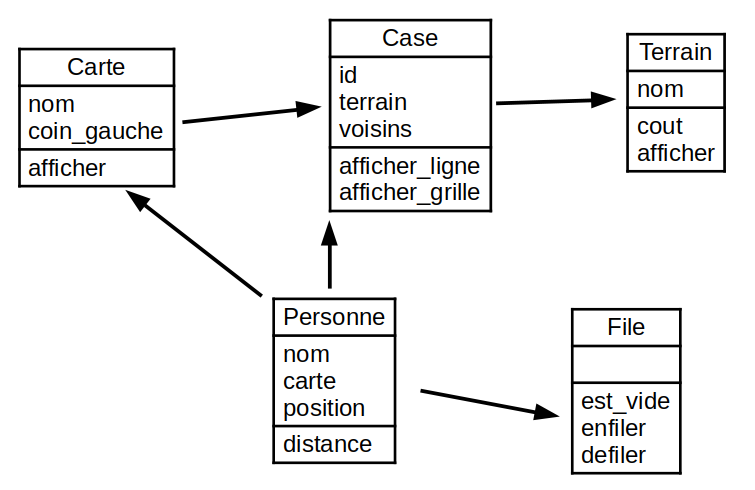 Carte
nom
coin_gauche
afficher
Case
id
terrain
voisins
afficher_ligne
afficher_grille
Terrain
nom
cout
afficher
Personne
nom
carte
position
distance
File
est_vide
enfiler
defiler